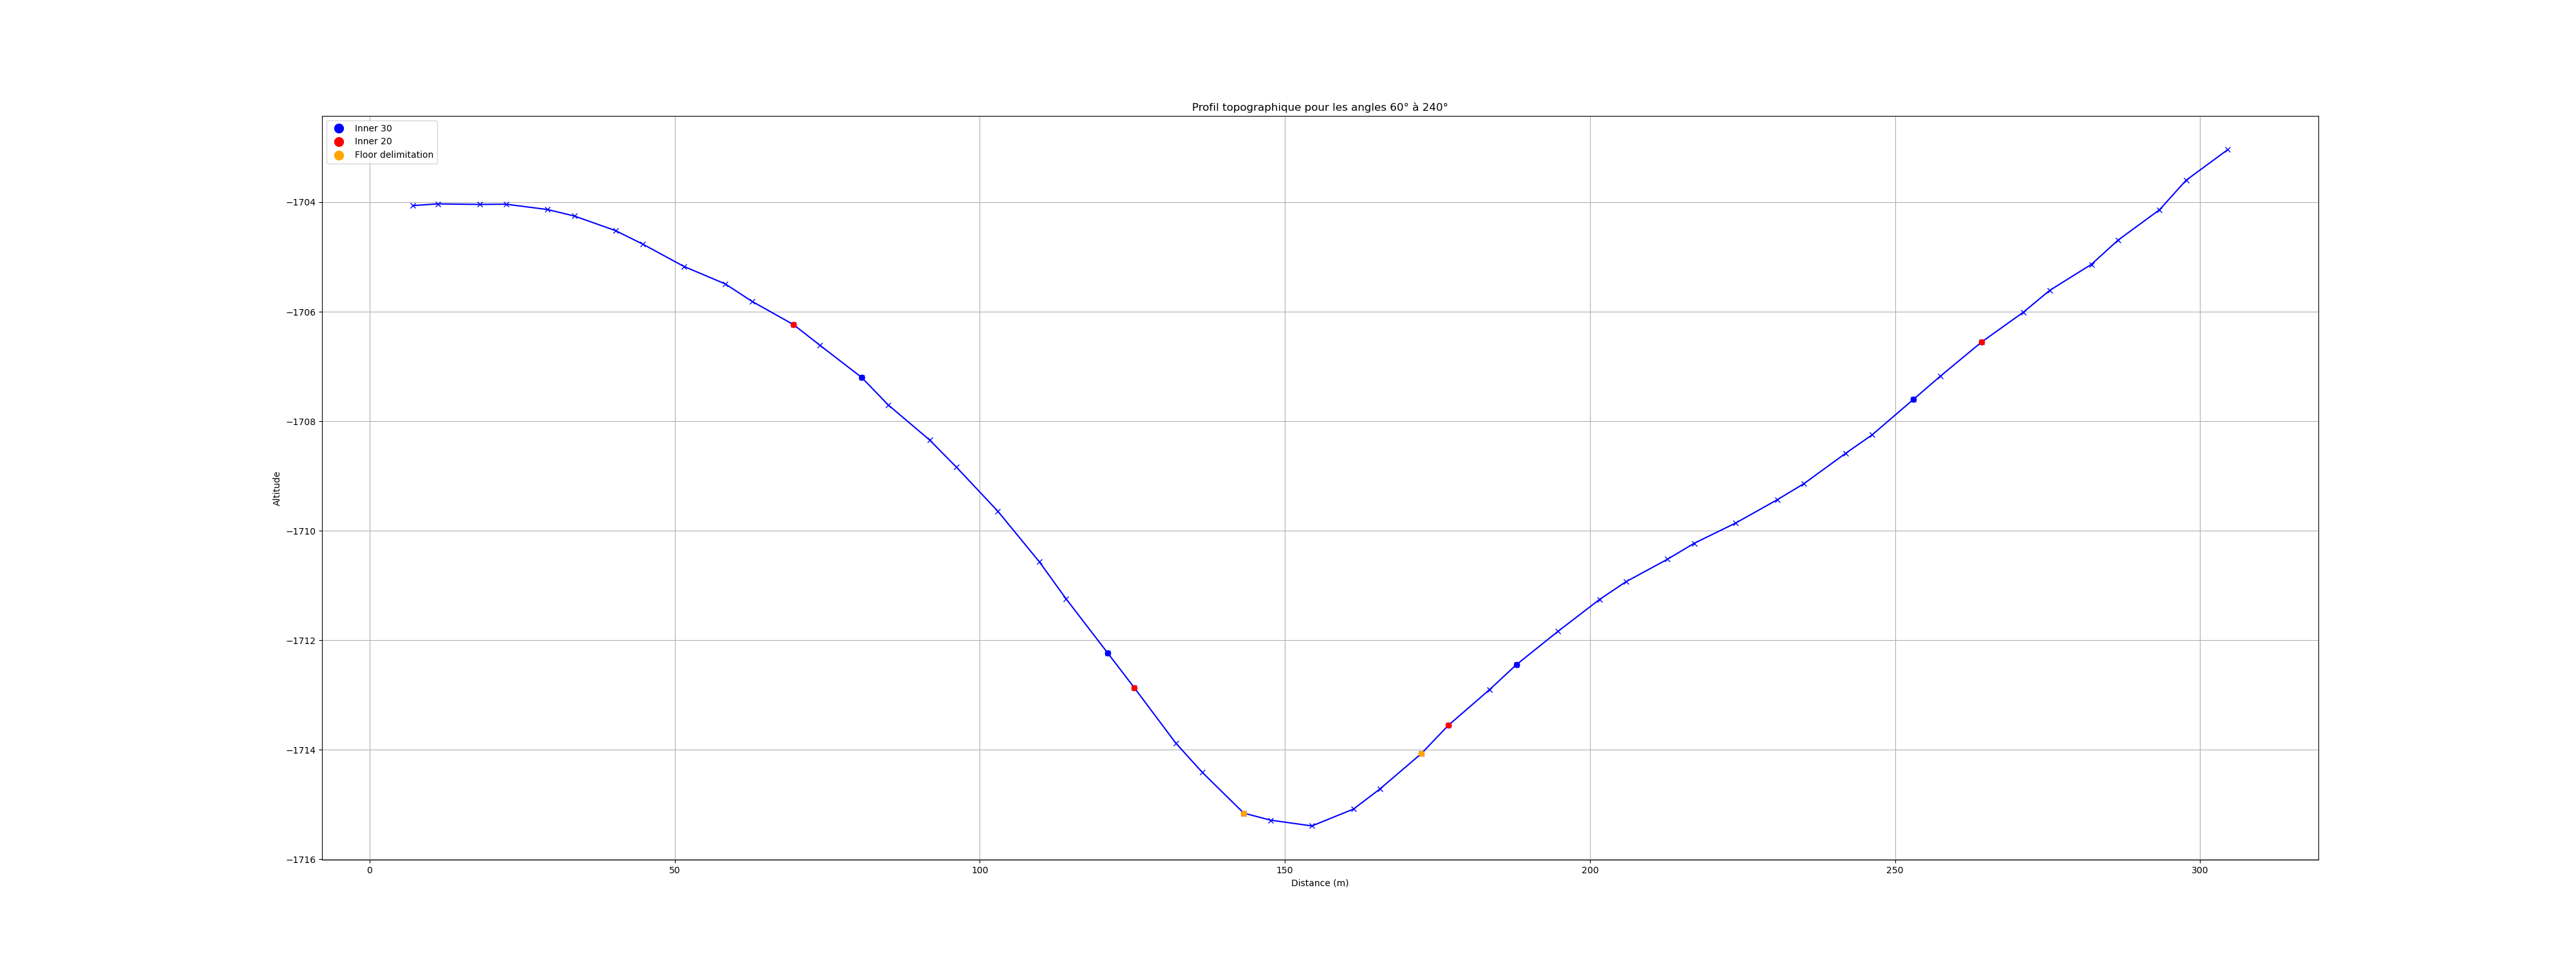 Profil topographique pour les angles 60° à 240°
Inner 30
Inner 20
Floor delimitation
−1704
−1706
−1708
−1710
−1712
−1714
−1716
Altitude
0 50 100 150 200 250 300
Distance (m)